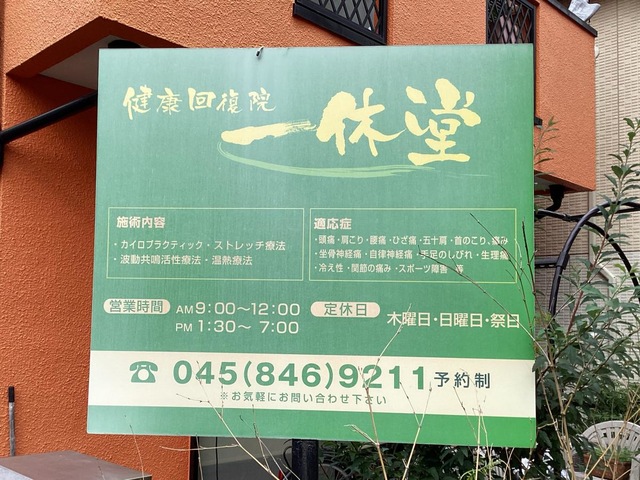 健康回復院
一休堂
施術内容
・カイロプラクティック・ストレッチ療法
・波動共鳴活性療法・温熱療法
適応症
・頭痛・肩こり・腰痛・ひざ痛・五十肩・首のこり、痛み
・坐骨神経痛・自律神経痛・手足のしびれ・生理痛
・冷え性・関節の痛み・スポーツ障害 等
営業時間 AM 9:00〜12:00
PM 1:30〜 7:00
定休日 木曜日・日曜日・祭日
☎ 045(846)9211 予約制
※お気軽にお問い合わせ下さい